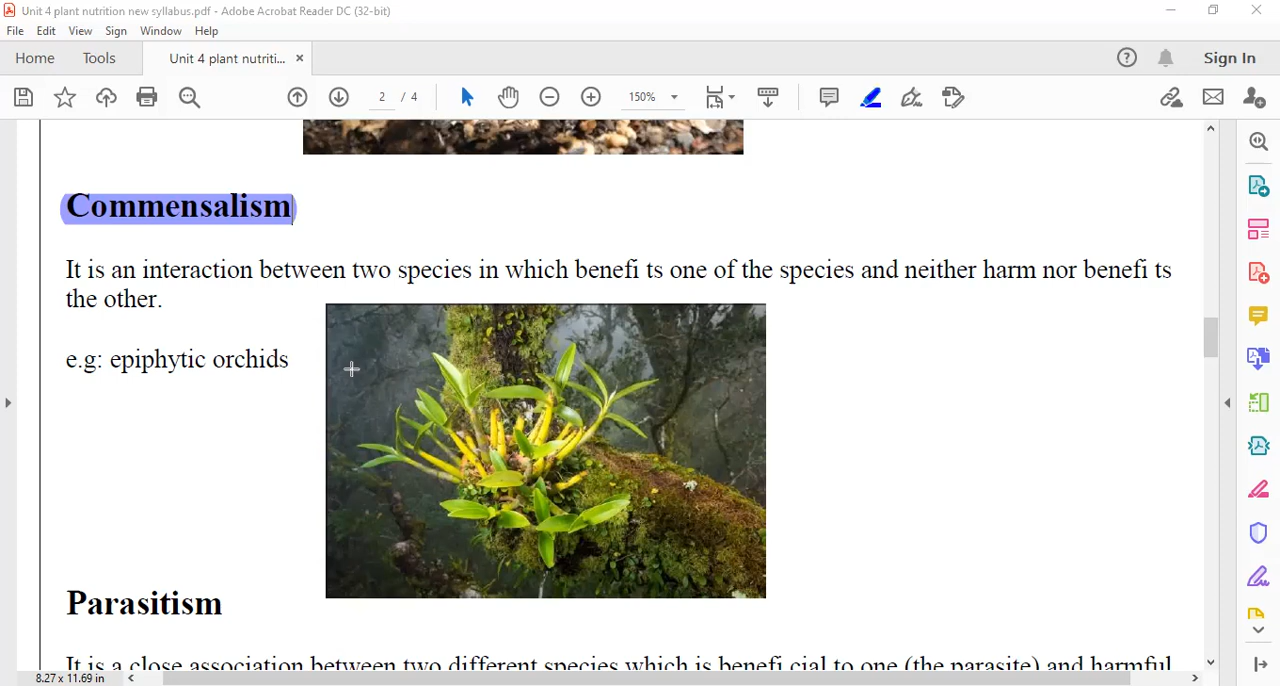 Unit 4 plant nutrition new syllabus.pdf - Adobe Acrobat Reader DC (32-bit)
File Edit View Sign Window Help
Home Tools Unit 4 plant nutriti... × Sign In
2 / 4 150%
Commensalism
It is an interaction between two species in which benefi ts one of the species and neither harm nor benefi ts
the other.
e.g: epiphytic orchids
Parasitism
It is a close association between two different species which is benefi cial to one (the parasite) and harmful
8.27 x 11.69 in